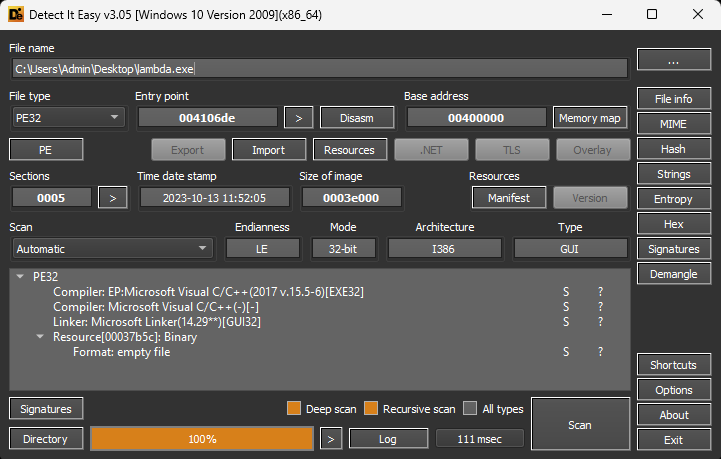 Detect It Easy v3.05 [Windows 10 Version 2009](x86_64)
File name
C:\Users\Admin\Desktop\lambda.exe
...
File type Entry point Base address
PE32 004106de > Disasm 00400000 Memory map
File info
MIME
PE Export Import Resources .NET TLS Overlay
Hash
Sections Time date stamp Size of image Resources
Strings
0005 > 2023-10-13 11:52:05 0003e000 Manifest Version
Entropy
Scan Endianness Mode Architecture Type
Hex
Automatic LE 32-bit I386 GUI
Signatures
Demangle
PE32
Compiler: EP:Microsoft Visual C/C++(2017 v.15.5-6)[EXE32] S ?
Compiler: Microsoft Visual C/C++(-)[-] S ?
Linker: Microsoft Linker(14.29**)[GUI32] S ?
Resource[00037b5c]: Binary
Format: empty file S ?
Shortcuts
Options
Signatures Deep scan Recursive scan All types Scan
About
Directory 100% > Log 111 msec
Exit